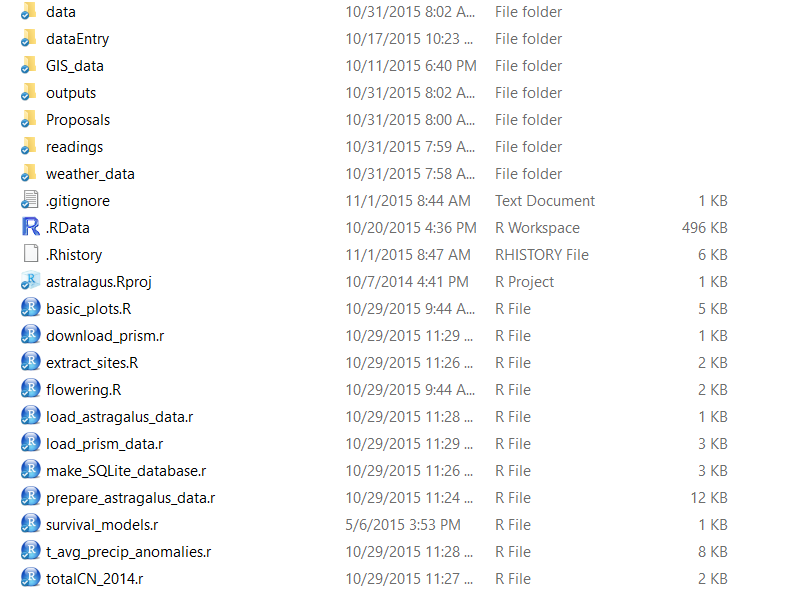 data 10/31/2015 8:02 A... File folder
dataEntry 10/17/2015 10:23 ... File folder
GIS_data 10/11/2015 6:40 PM File folder
outputs 10/31/2015 8:02 A... File folder
Proposals 10/31/2015 8:00 A... File folder
readings 10/31/2015 7:59 A... File folder
weather_data 10/31/2015 7:58 A... File folder
.gitignore 11/1/2015 8:44 AM Text Document 1 KB
.RData 10/20/2015 4:36 PM R Workspace 496 KB
.Rhistory 11/1/2015 8:47 AM RHISTORY File 6 KB
astralagus.Rproj 10/7/2014 4:41 PM R Project 1 KB
basic_plots.R 10/29/2015 9:44 A... R File 5 KB
download_prism.r 10/29/2015 11:29 ... R File 1 KB
extract_sites.R 10/29/2015 11:26 ... R File 2 KB
flowering.R 10/29/2015 9:44 A... R File 2 KB
load_astragalus_data.r 10/29/2015 11:28 ... R File 1 KB
load_prism_data.r 10/29/2015 11:29 ... R File 3 KB
make_SQLite_database.r 10/29/2015 11:26 ... R File 3 KB
prepare_astragalus_data.r 10/29/2015 11:24 ... R File 12 KB
survival_models.r 5/6/2015 3:53 PM R File 1 KB
t_avg_precip_anomalies.r 10/29/2015 11:28 ... R File 8 KB
totalCN_2014.r 10/29/2015 11:27 ... R File 2 KB